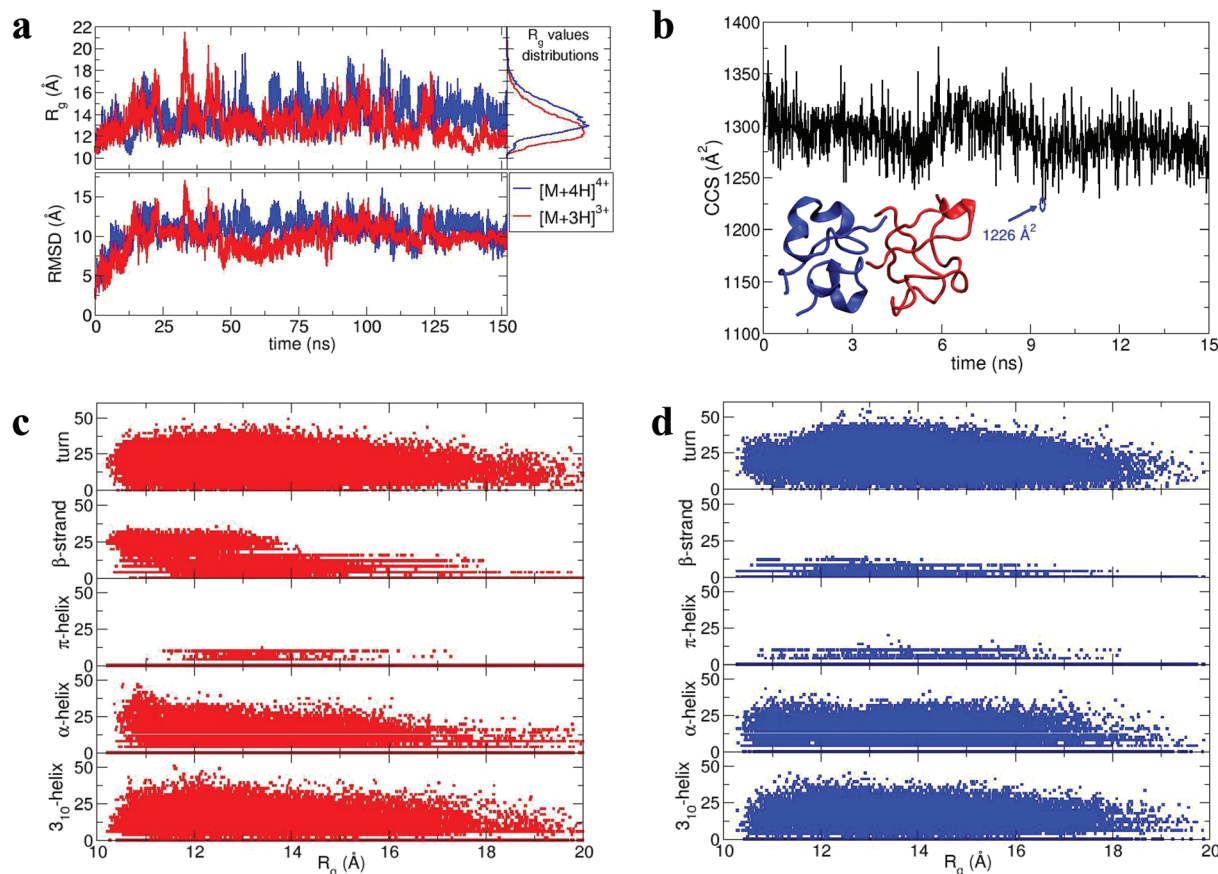 a
R_g values
distributions
R_g (Å)
22
20
18
16
14
12
10
RMSD (Å)
15
10
5
0
[M+4H]⁴⁺
[M+3H]³⁺
0
25
50
75
100
125
150
time (ns)
b
CCS (Å²)
1400
1350
1300
1250
1200
1150
1100
1226 Å²
0
3
6
9
12
15
time (ns)
c
turn
50
25
0
β-strand
50
25
0
π-helix
50
25
0
α-helix
50
25
0
3₁₀-helix
50
25
0
10
12
14
16
18
20
R_g (Å)
d
turn
50
25
0
β-strand
50
25
0
π-helix
50
25
0
α-helix
50
25
0
3₁₀-helix
50
25
0
10
12
14
16
18
20
R_g (Å)